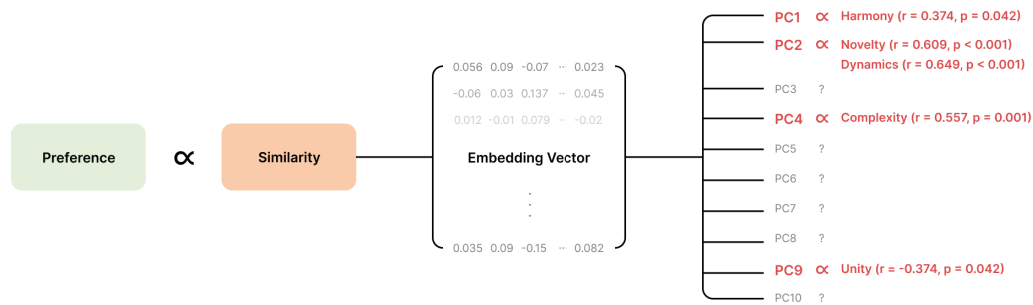 Preference
∝
Similarity
0.056 0.09 -0.07 ··· 0.023
-0.06 0.03 0.137 ··· 0.045
0.012 -0.01 0.079 ··· -0.02
Embedding Vector
.
.
.
0.035 0.09 -0.15 ··· 0.082
PC1 ∝ Harmony (r = 0.374, p = 0.042)
PC2 ∝ Novelty (r = 0.609, p < 0.001)
Dynamics (r = 0.649, p < 0.001)
PC3 ?
PC4 ∝ Complexity (r = 0.557, p = 0.001)
PC5 ?
PC6 ?
PC7 ?
PC8 ?
PC9 ∝ Unity (r = -0.374, p = 0.042)
PC10 ?